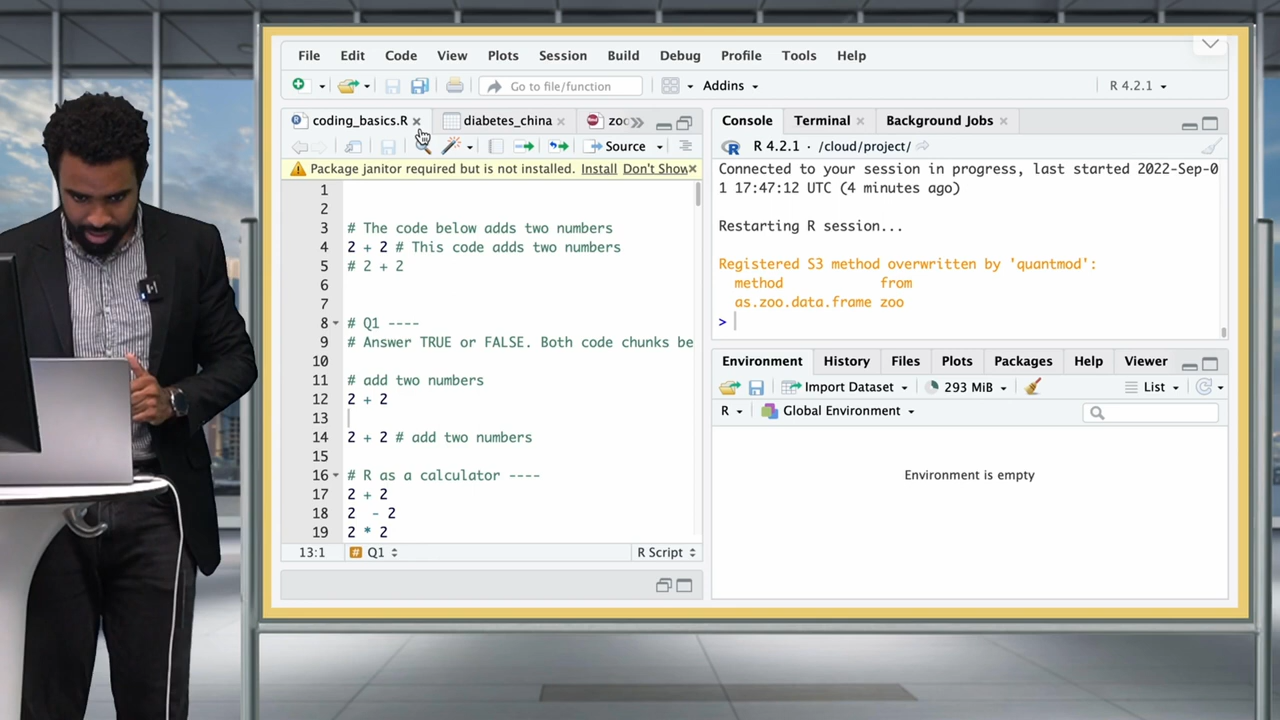 File Edit Code View Plots Session Build Debug Profile Tools Help
Go to file/function Addins R 4.2.1
coding_basics.R diabetes_china zoo
Source
Package janitor required but is not installed. Install Don't Show
1
2
3 # The code below adds two numbers
4 2 + 2 # This code adds two numbers
5 # 2 + 2
6
7
8 # Q1 ----
9 # Answer TRUE or FALSE. Both code chunks be
10
11 # add two numbers
12 2 + 2
13
14 2 + 2 # add two numbers
15
16 # R as a calculator ----
17 2 + 2
18 2  - 2
19 2 * 2
13:1 # Q1 R Script
Console Terminal Background Jobs
R 4.2.1 · /cloud/project/
Connected to your session in progress, last started 2022-Sep-0
1 17:47:12 UTC (4 minutes ago)
Restarting R session...
Registered S3 method overwritten by 'quantmod':
method from
as.zoo.data.frame zoo
>
Environment History Files Plots Packages Help Viewer
Import Dataset 293 MiB List
R Global Environment
Environment is empty